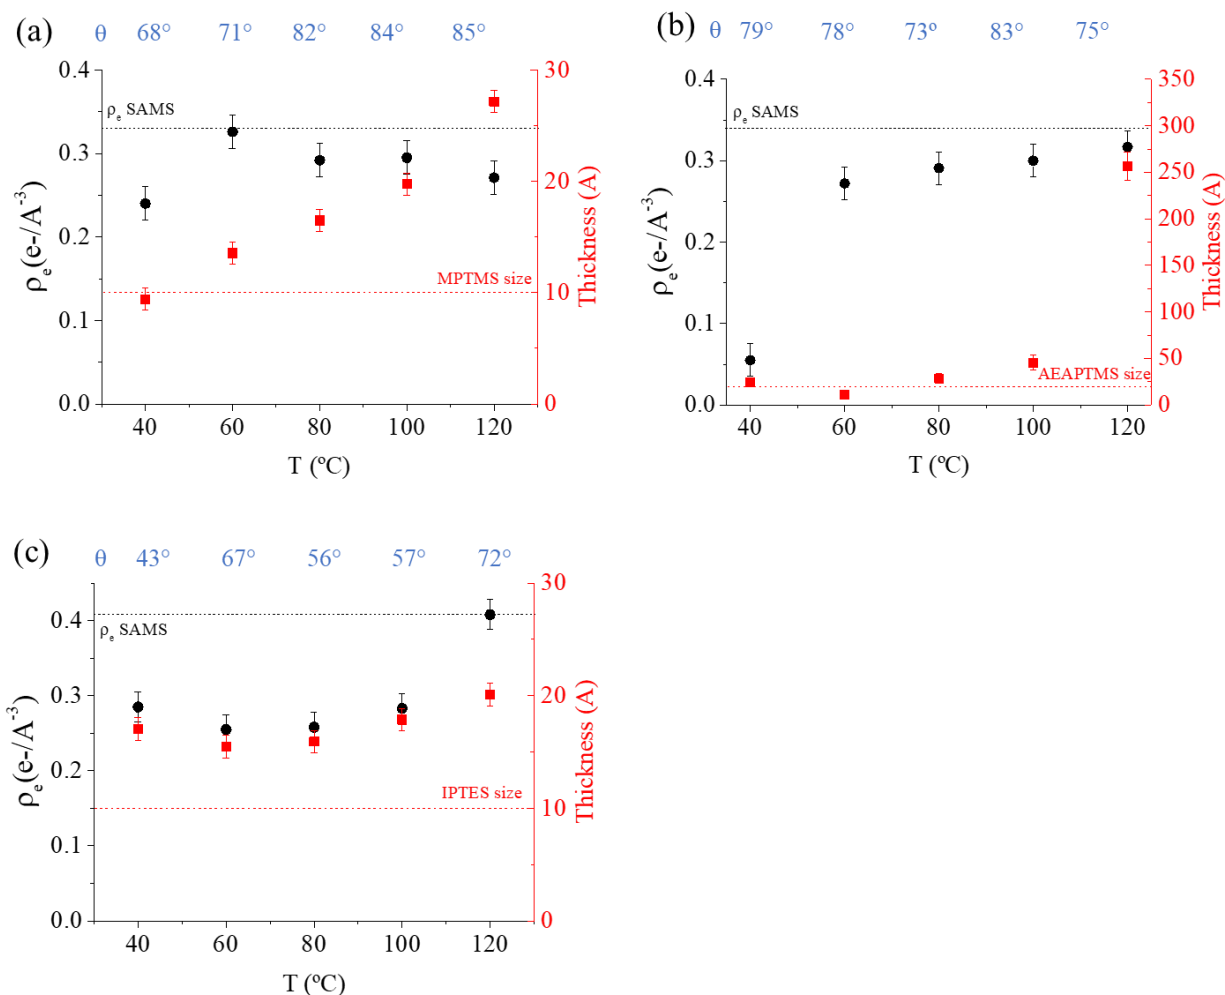 (a) θ 68° 71° 82° 84° 85°
0.4 30
ρe SAMS
0.3
20
0.2
ρe(e-/A-3)
Thickness (A)
MPTMS size
10
0.1
0.0 0
40 60 80 100 120
T (ºC)
(b) θ 79° 78° 73° 83° 75°
0.4 350
ρe SAMS
300
0.3
250
0.2 200
ρe(e-/A-3)
Thickness (A)
150
0.1 100
50
AEAPTMS size
0.0 0
40 60 80 100 120
T (ºC)
(c) θ 43° 67° 56° 57° 72°
30
0.4
ρe SAMS
0.3
20
0.2
ρe(e-/A-3)
Thickness (A)
IPTES size
10
0.1
0.0 0
40 60 80 100 120
T (ºC)